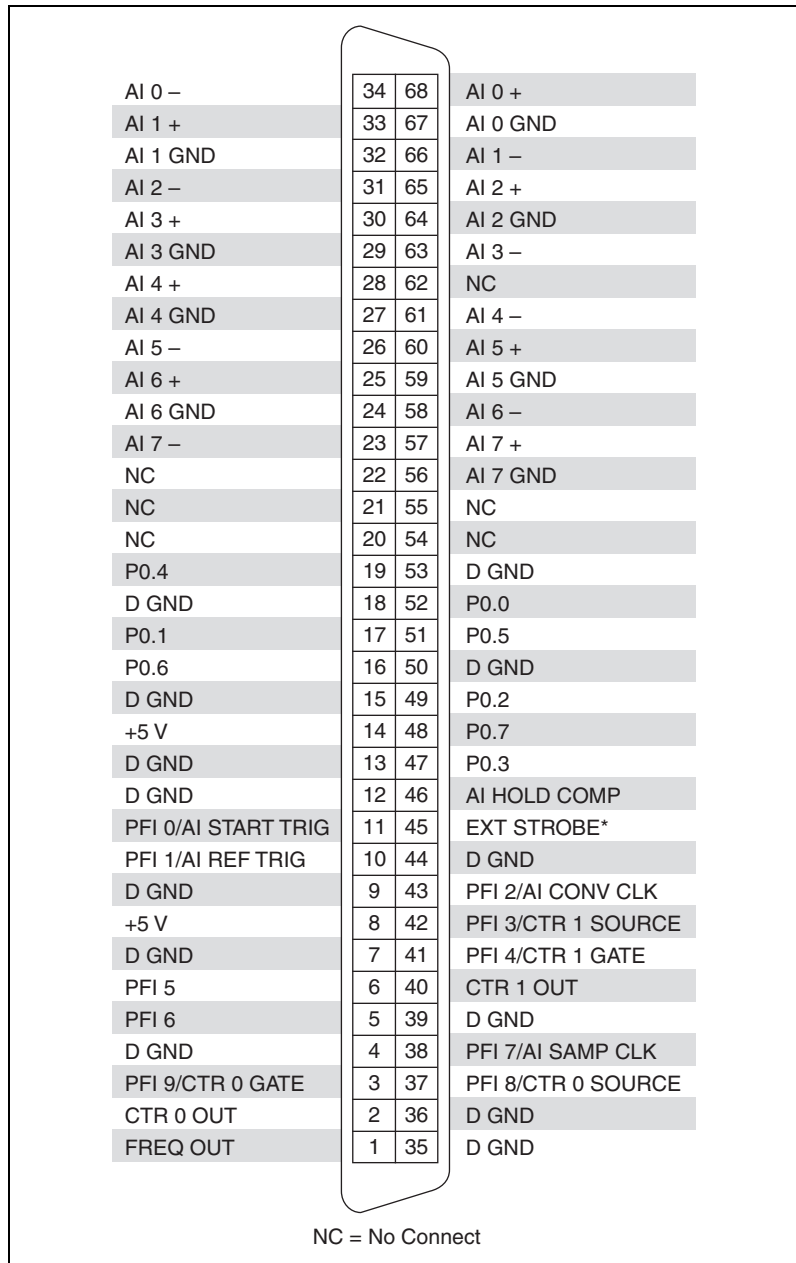 AI 0 – 34 68 AI 0 +
AI 1 + 33 67 AI 0 GND
AI 1 GND 32 66 AI 1 –
AI 2 – 31 65 AI 2 +
AI 3 + 30 64 AI 2 GND
AI 3 GND 29 63 AI 3 –
AI 4 + 28 62 NC
AI 4 GND 27 61 AI 4 –
AI 5 – 26 60 AI 5 +
AI 6 + 25 59 AI 5 GND
AI 6 GND 24 58 AI 6 –
AI 7 – 23 57 AI 7 +
NC 22 56 AI 7 GND
NC 21 55 NC
NC 20 54 NC
P0.4 19 53 D GND
D GND 18 52 P0.0
P0.1 17 51 P0.5
P0.6 16 50 D GND
D GND 15 49 P0.2
+5 V 14 48 P0.7
D GND 13 47 P0.3
D GND 12 46 AI HOLD COMP
PFI 0/AI START TRIG 11 45 EXT STROBE*
PFI 1/AI REF TRIG 10 44 D GND
D GND 9 43 PFI 2/AI CONV CLK
+5 V 8 42 PFI 3/CTR 1 SOURCE
D GND 7 41 PFI 4/CTR 1 GATE
PFI 5 6 40 CTR 1 OUT
PFI 6 5 39 D GND
D GND 4 38 PFI 7/AI SAMP CLK
PFI 9/CTR 0 GATE 3 37 PFI 8/CTR 0 SOURCE
CTR 0 OUT 2 36 D GND
FREQ OUT 1 35 D GND
NC = No Connect